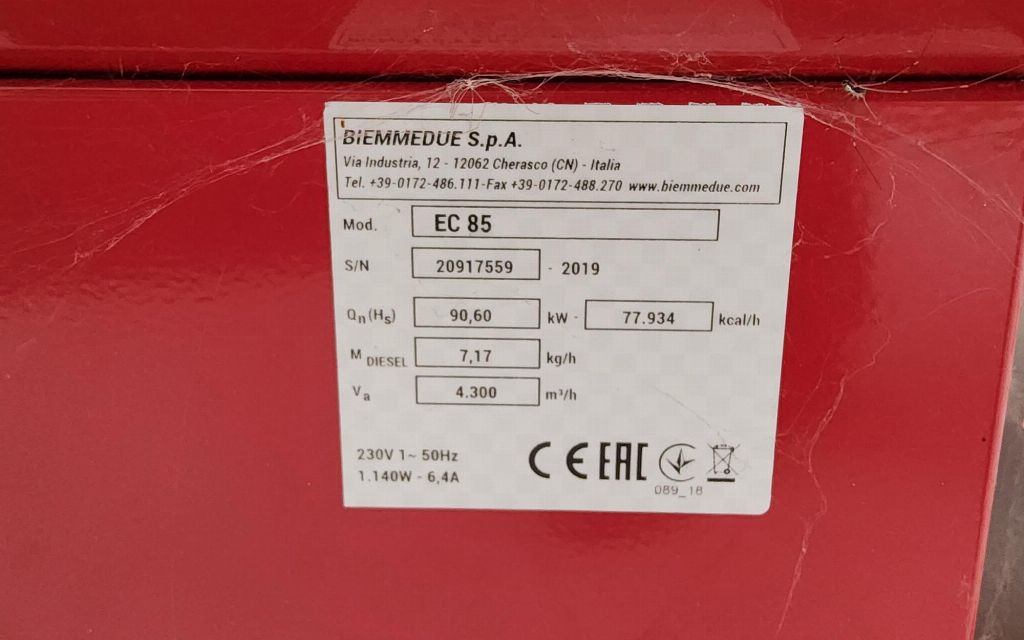 BIEMMEDUE S.p.A.
Via Industria, 12 - 12062 Cherasco (CN) - Italia
Tel. +39-0172-486.111-Fax +39-0172-488.270 www.biemmedue.com
Mod. EC 85
S/N 20917559 - 2019
Qn(Hs) 90,60 kW - 77.934 kcal/h
M DIESEL 7,17 kg/h
Va 4.300 m³/h
230V 1~ 50Hz
1.140W - 6,4A
CE EAC
089_18